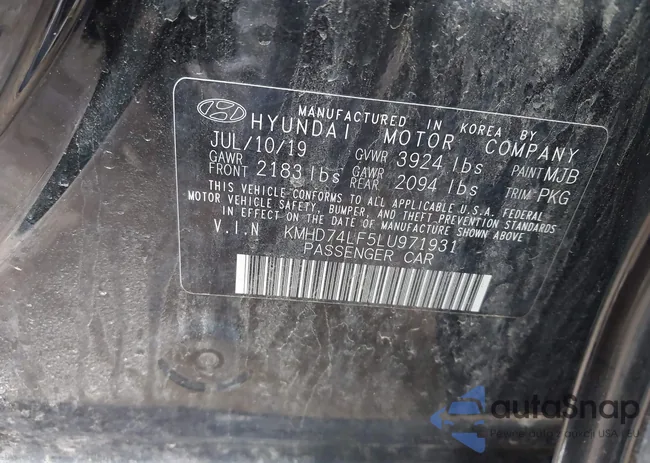 MANUFACTURED IN KOREA BY
HYUNDAI MOTOR COMPANY
JUL/10/19 GVWR 3924 lbs PAINT MJB
GAWR FRONT 2183 lbs GAWR REAR 2094 lbs TRIM PKG
THIS VEHICLE CONFORMS TO ALL APPLICABLE U.S.A. FEDERAL
MOTOR VEHICLE SAFETY, BUMPER, AND THEFT PREVENTION STANDARDS
IN EFFECT ON THE DATE OF MANUFACTURE SHOWN ABOVE
V.I.N KMHD74LF5LU971931
PASSENGER CAR
autaSnap